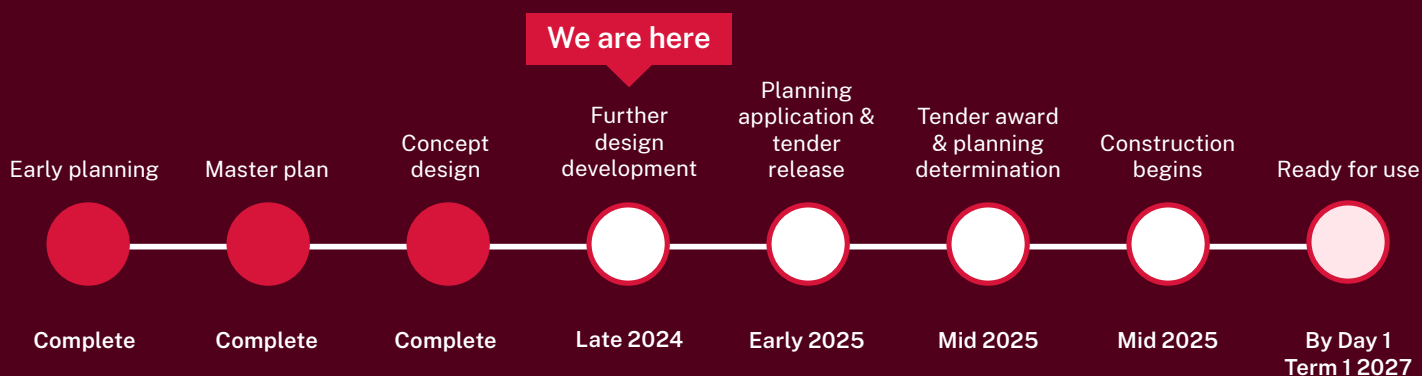 We are here
Early planning
Master plan
Concept
design
Further
design
development
Planning
application &
tender
release
Tender award
& planning
determination
Construction
begins
Ready for use
Complete
Complete
Complete
Late 2024
Early 2025
Mid 2025
Mid 2025
By Day 1
Term 1 2027